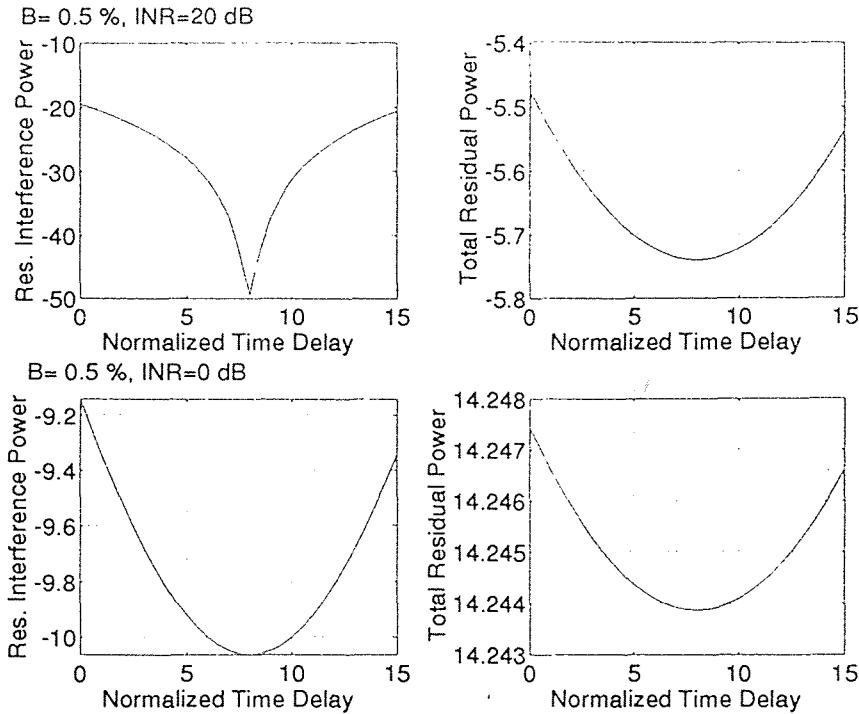 B= 0.5 %, INR=20 dB
Res. Interference Power
-10
-20
-30
-40
-50
0 5 10 15
Normalized Time Delay
Total Residual Power
-5.4
-5.5
-5.6
-5.7
-5.8
0 5 10 15
Normalized Time Delay
B= 0.5 %, INR=0 dB
Res. Interference Power
-9.2
-9.4
-9.6
-9.8
-10
0 5 10 15
Normalized Time Delay
Total Residual Power
14.248
14.247
14.246
14.245
14.244
14.243
0 5 10 15
Normalized Time Delay